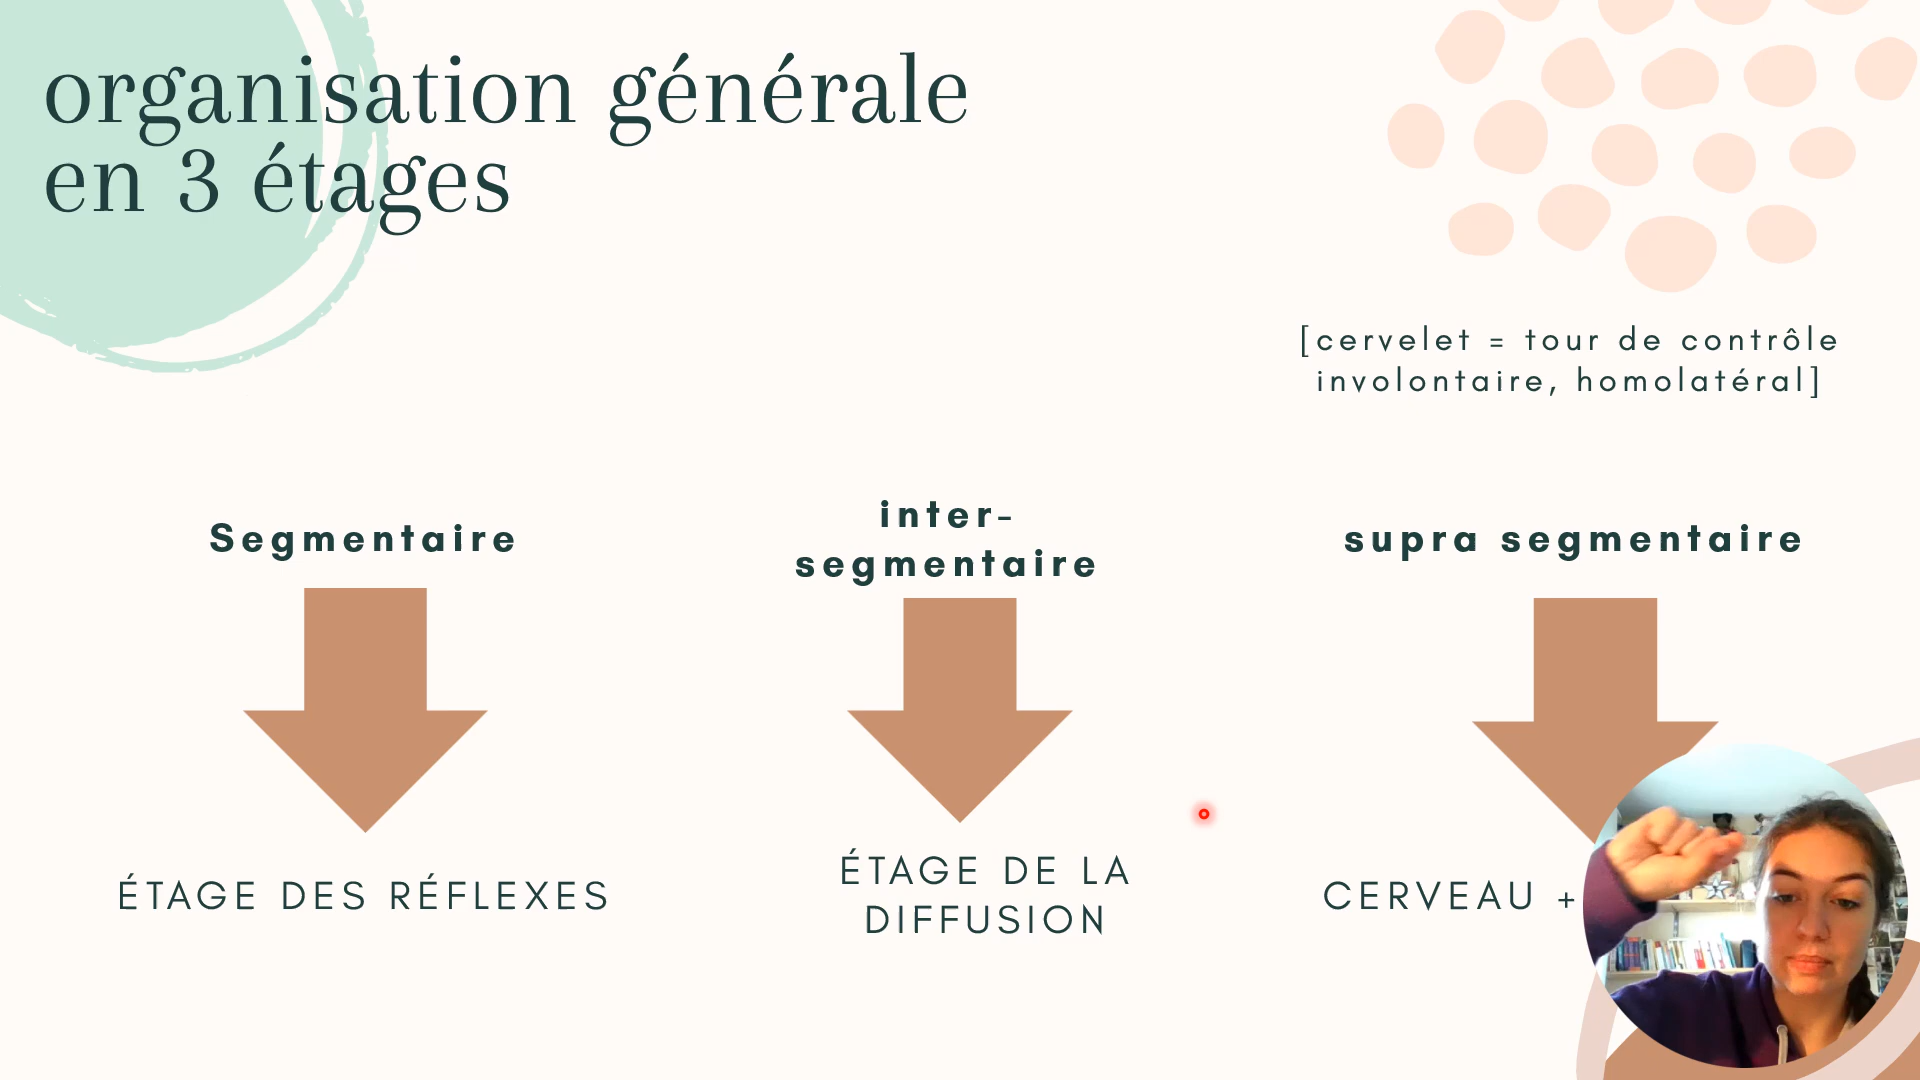 organisation générale
en 3 étages
[cervelet = tour de contrôle
involontaire, homolatéral]
Segmentaire
inter-
segmentaire
supra segmentaire
ÉTAGE DES RÉFLEXES
ÉTAGE DE LA
DIFFUSION
CERVEAU +